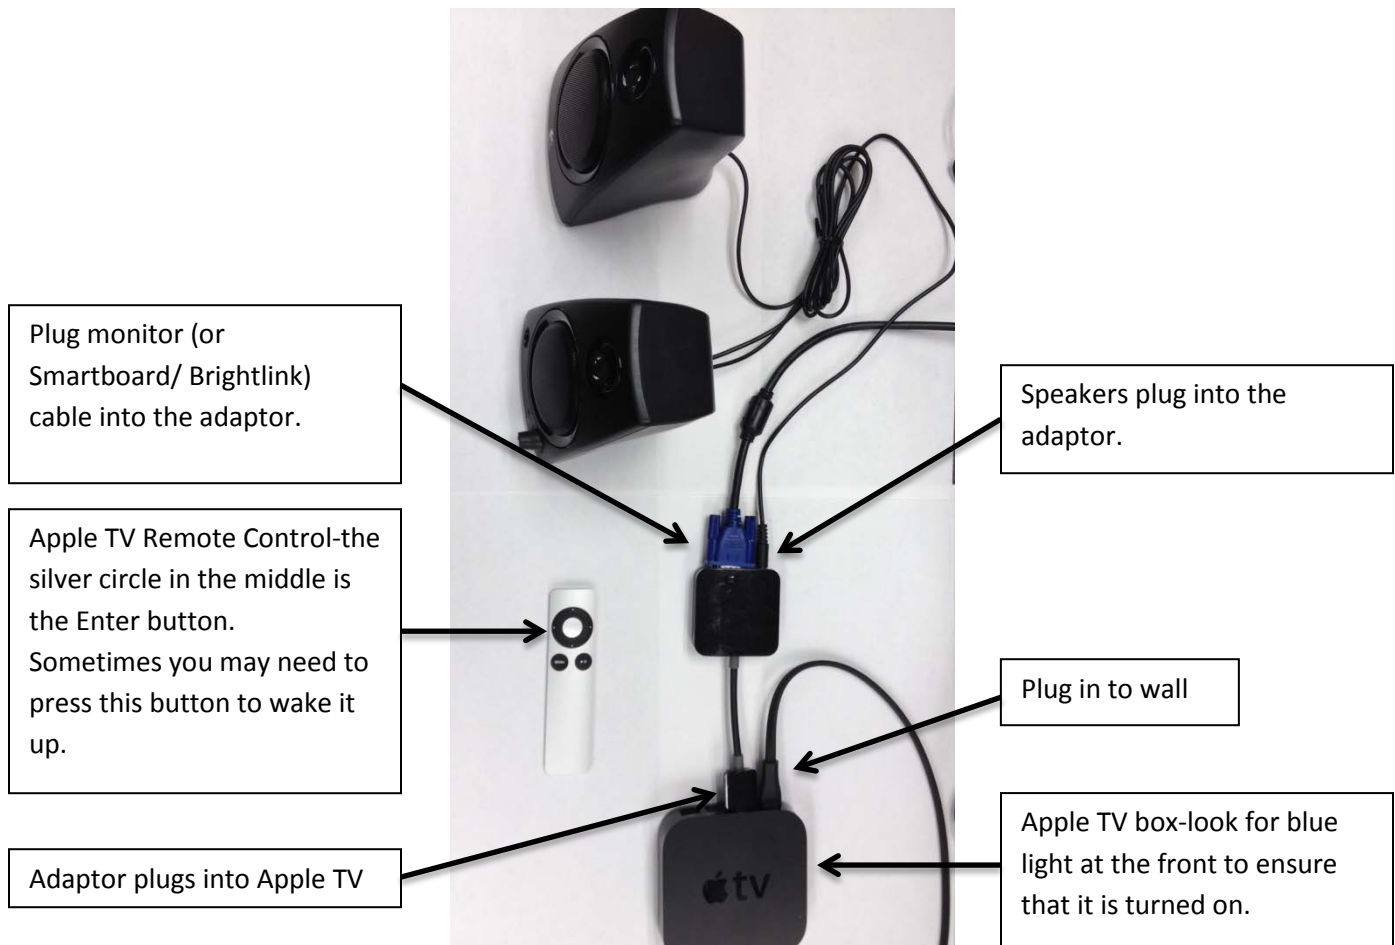 Plug monitor (or
Smartboard/ Brightlink)
cable into the adaptor.
Speakers plug into the
adaptor.
Apple TV Remote Control-the
silver circle in the middle is
the Enter button.
Sometimes you may need to
press this button to wake it
up.
MENU
Plug in to wall
Adaptor plugs into Apple TV
Apple TV box-look for blue
light at the front to ensure
that it is turned on.
tv